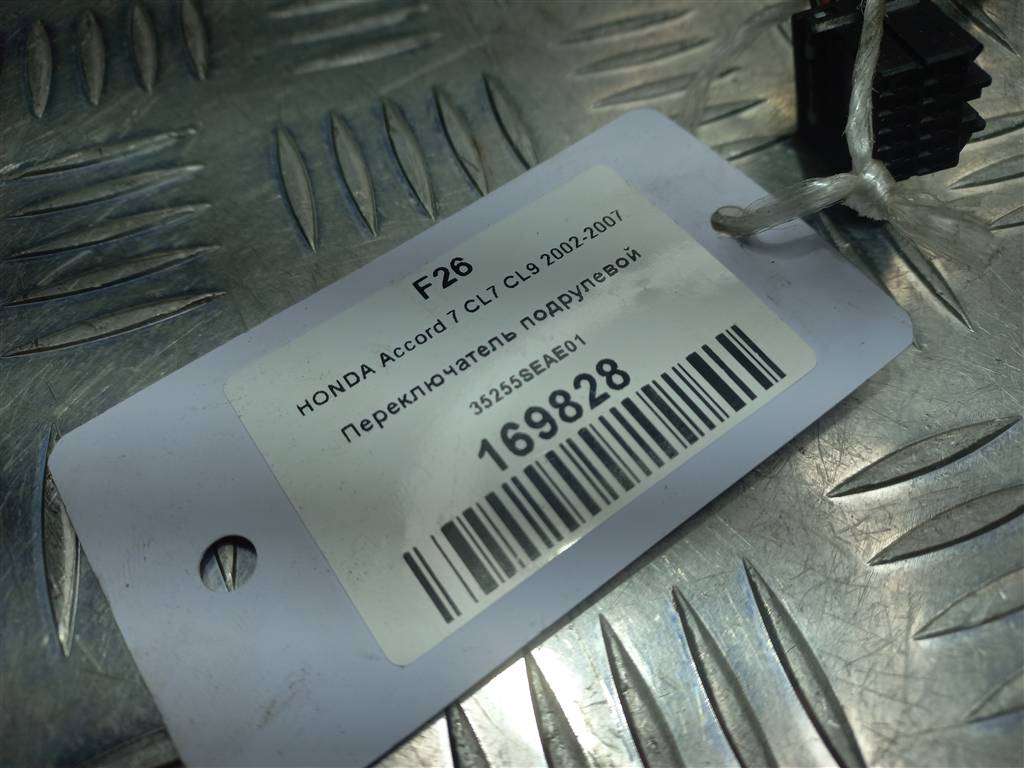 F26
HONDA Accord 7 CL7 CL9 2002-2007
Переключатель подрулевой
35255SEAE01
169828